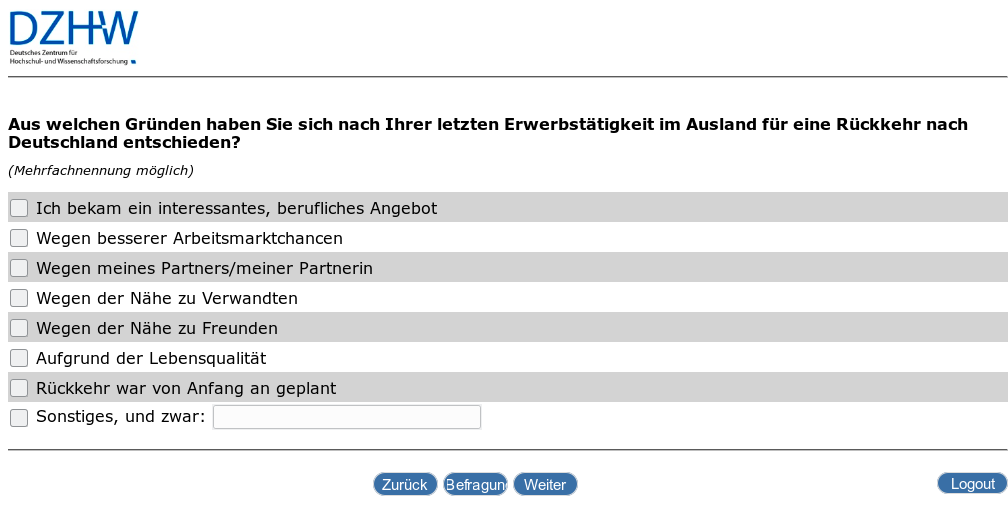 DZHW
Deutsches Zentrum für
Hochschul- und Wissenschaftsforschung
Aus welchen Gründen haben Sie sich nach Ihrer letzten Erwerbstätigkeit im Ausland für eine Rückkehr nach
Deutschland entschieden?
(Mehrfachnennung möglich)
Ich bekam ein interessantes, berufliches Angebot
Wegen besserer Arbeitsmarktchancen
Wegen meines Partners/meiner Partnerin
Wegen der Nähe zu Verwandten
Wegen der Nähe zu Freunden
Aufgrund der Lebensqualität
Rückkehr war von Anfang an geplant
Sonstiges, und zwar:
Zurück Befragung Weiter Logout